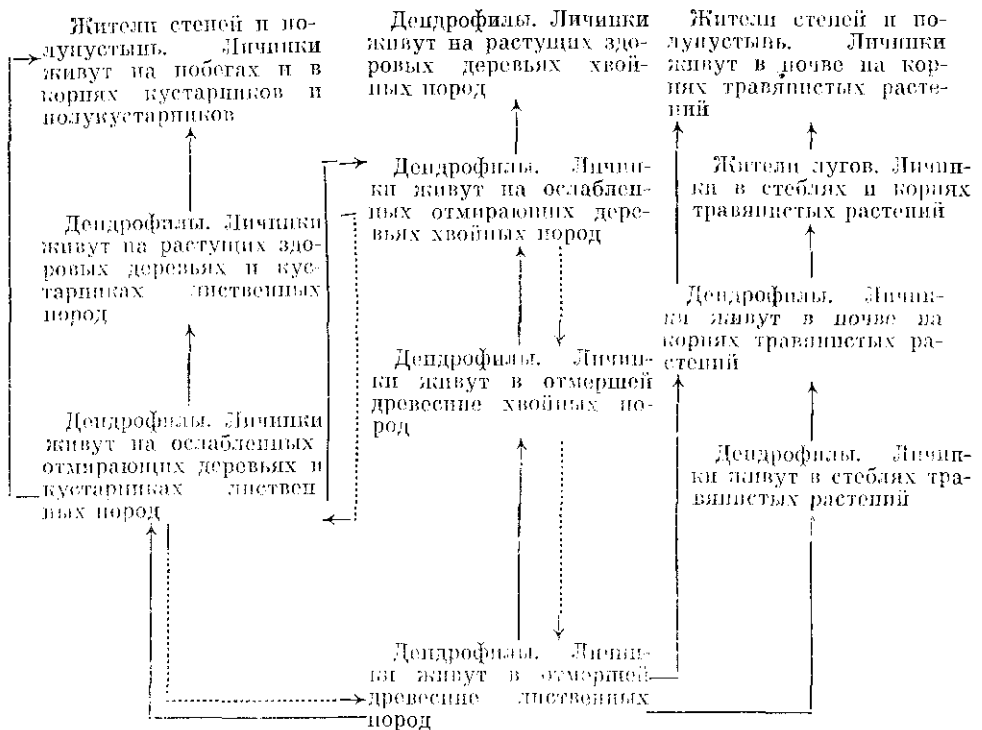 Жители степей и по-
лупустынь. Личинки
живут на побегах и в
корнях кустарников и
полукустарников
Дендрофилы. Личинки
живут на растущих здо-
ровых деревьях и кус-
тарниках лиственных
пород
Дендрофилы. Личинки
живут на ослабленных
отмирающих деревьях и
кустарниках листвен
ных пород
Дендрофилы. Личинки
живут на растущих здо-
ровых деревьях хвой-
ных пород
Дендрофилы. Личин-
ки живут на ослаблен-
ных отмирающих дере-
вьях хвойных пород
Дендрофилы. Личин-
ки живут в отмершей
древесине хвойных по-
род
Дендрофилы. Личин-
ки живут в отмершей
древесине лиственных
пород
Жители степей и по-
лупустынь. Личинки
живут в почве на кор-
нях травянистых расте-
ний
Жители лугов. Личин-
ки в стеблях и корнях
травянистых растений
Дендрофилы. Личин-
ки живут в почве на
корнях травянистых ра-
стений
Дендрофилы. Личин-
ки живут в стеблях тра-
вянистых растений